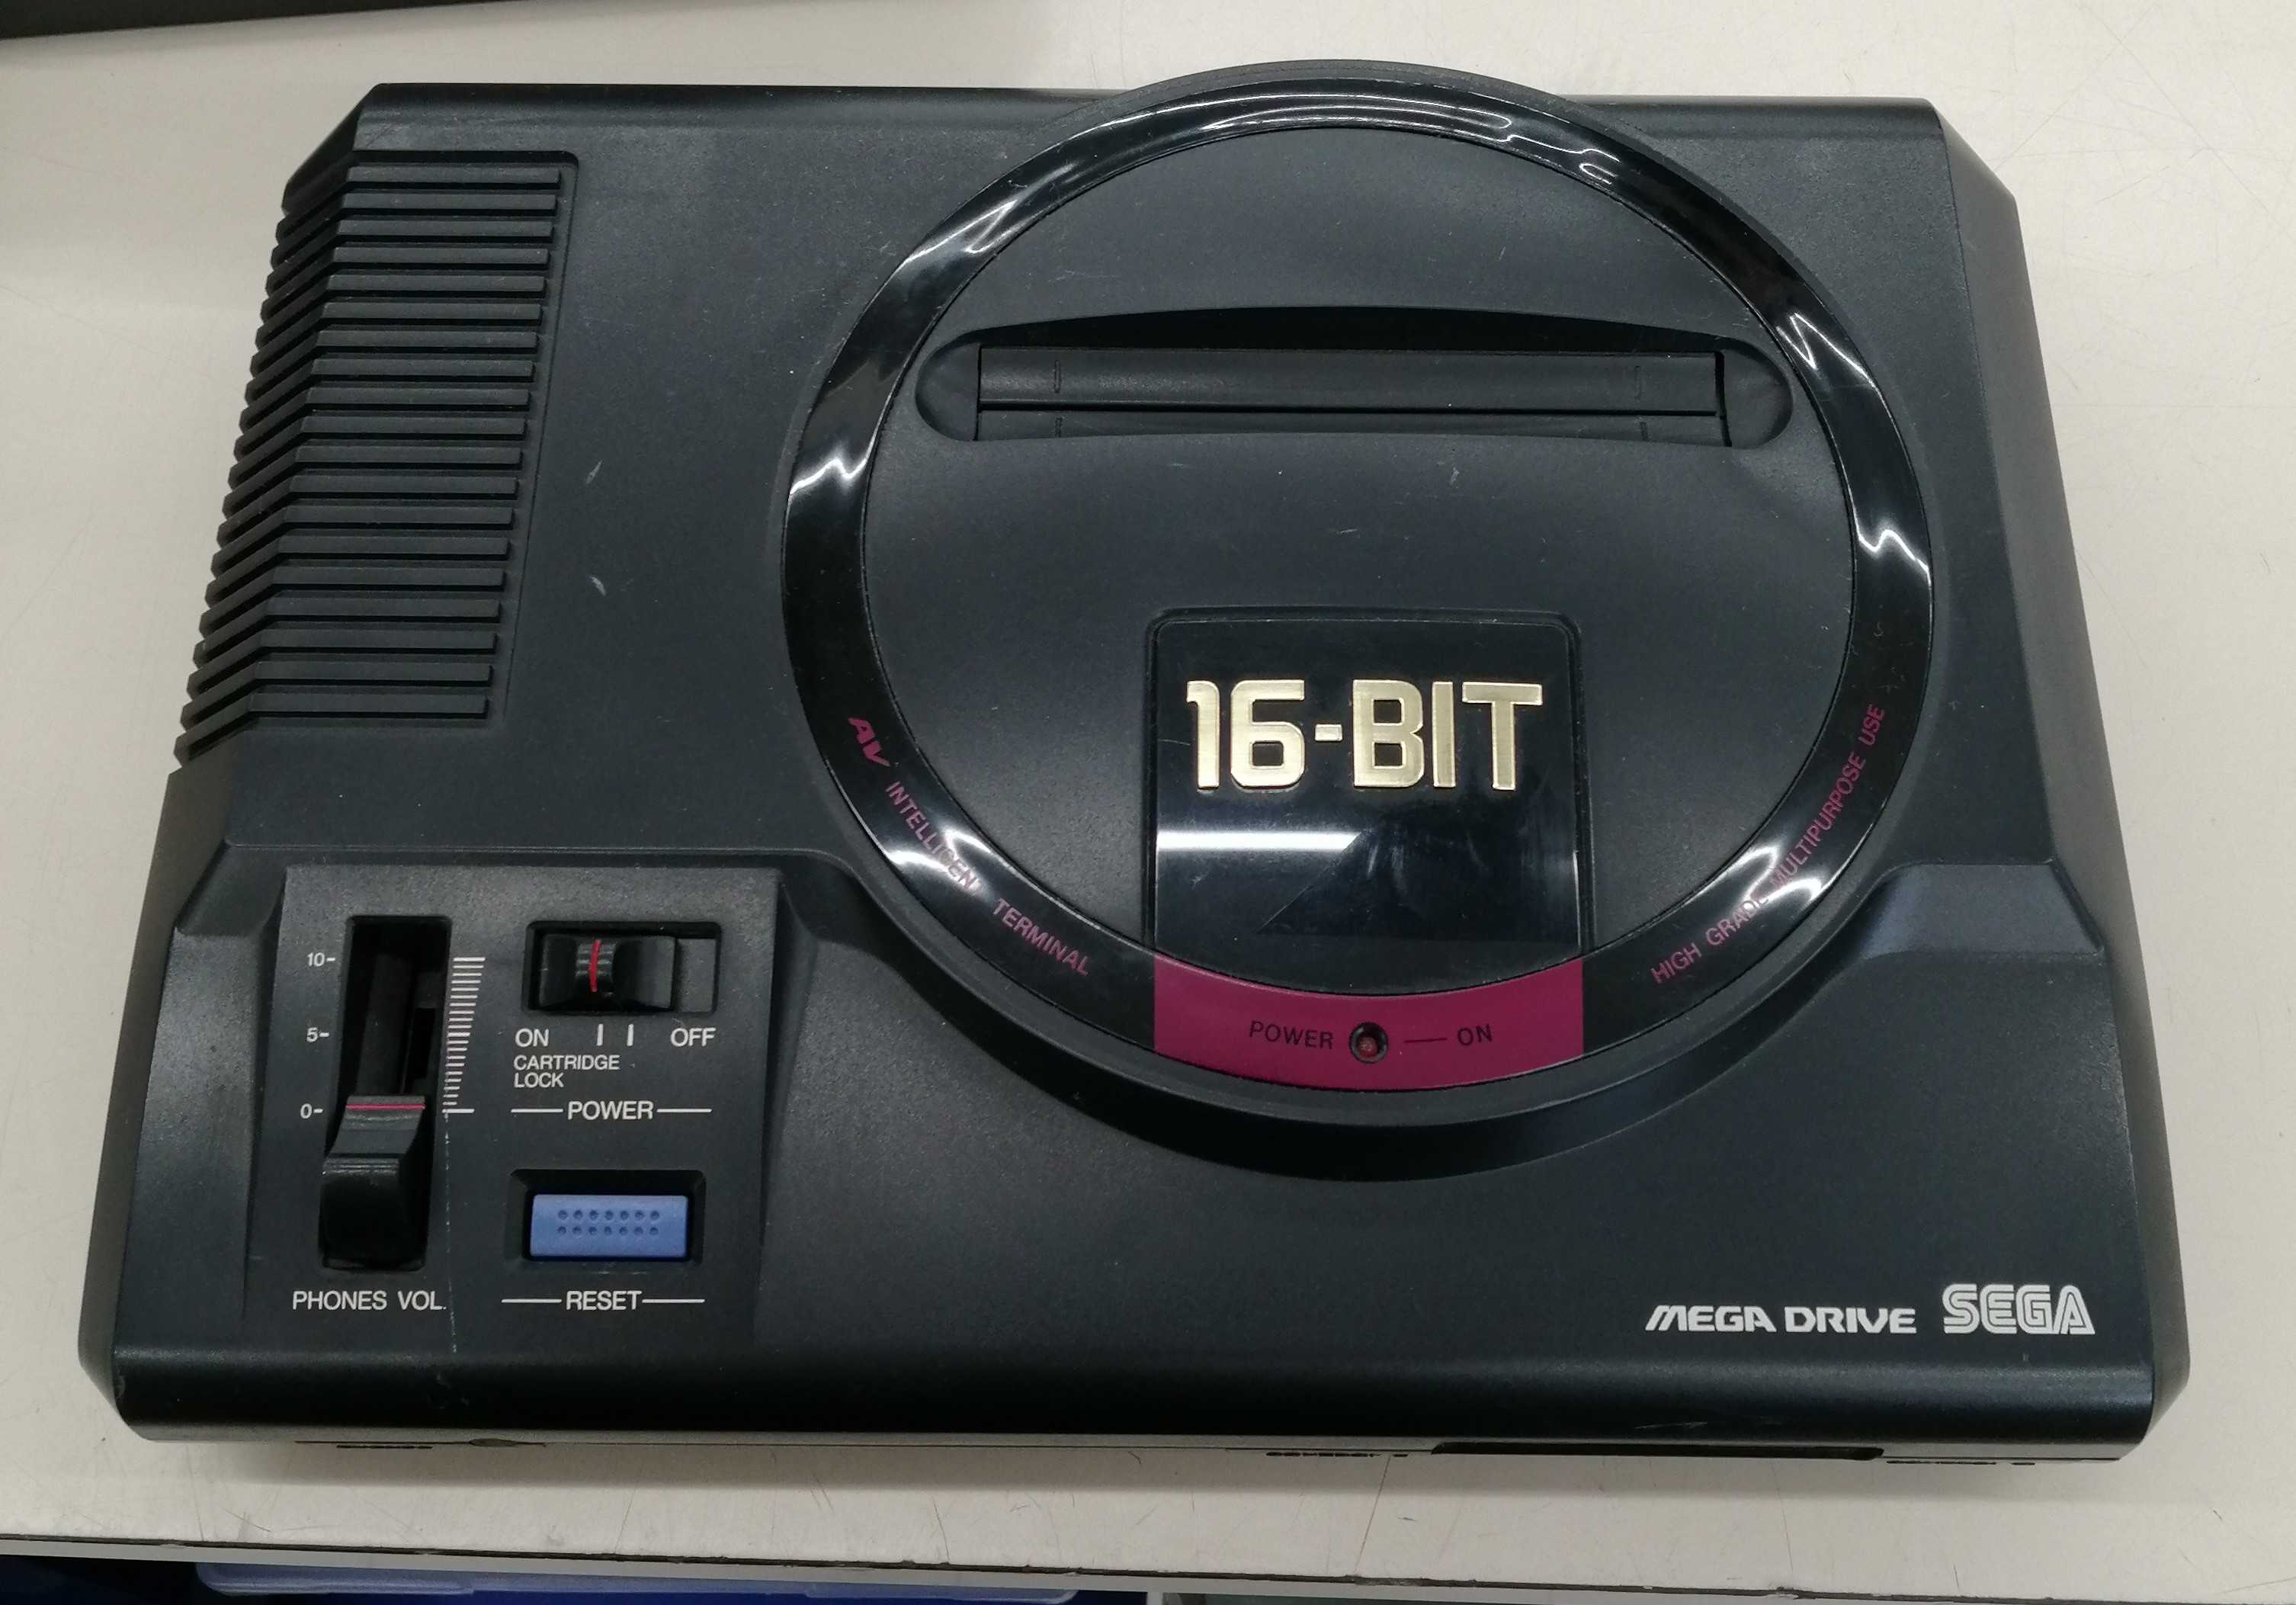 16-BIT
AV INTELLIGENT TERMINAL
HIGH GRADE MULTIPURPOSE USE
POWER ON
10
5
0
PHONES VOL.
ON OFF
CARTRIDGE
LOCK
POWER
RESET
MEGA DRIVE SEGA